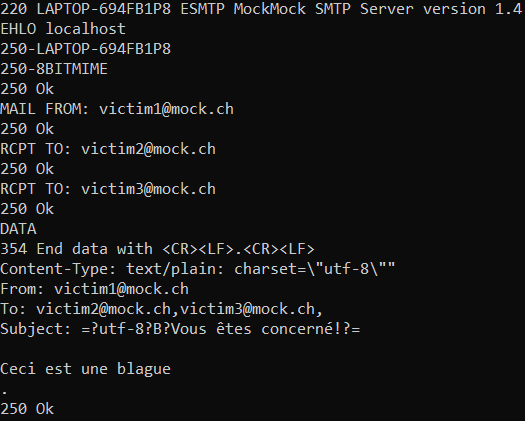 220 LAPTOP-694FB1P8 ESMTP MockMock SMTP Server version 1.4
EHLO localhost
250-LAPTOP-694FB1P8
250-8BITMIME
250 Ok
MAIL FROM: victim1@mock.ch
250 Ok
RCPT TO: victim2@mock.ch
250 Ok
RCPT TO: victim3@mock.ch
250 Ok
DATA
354 End data with <CR><LF>.<CR><LF>
Content-Type: text/plain: charset=\"utf-8\""
From: victim1@mock.ch
To: victim2@mock.ch,victim3@mock.ch,
Subject: =?utf-8?B?Vous êtes concerné!?=

Ceci est une blague
.
250 Ok